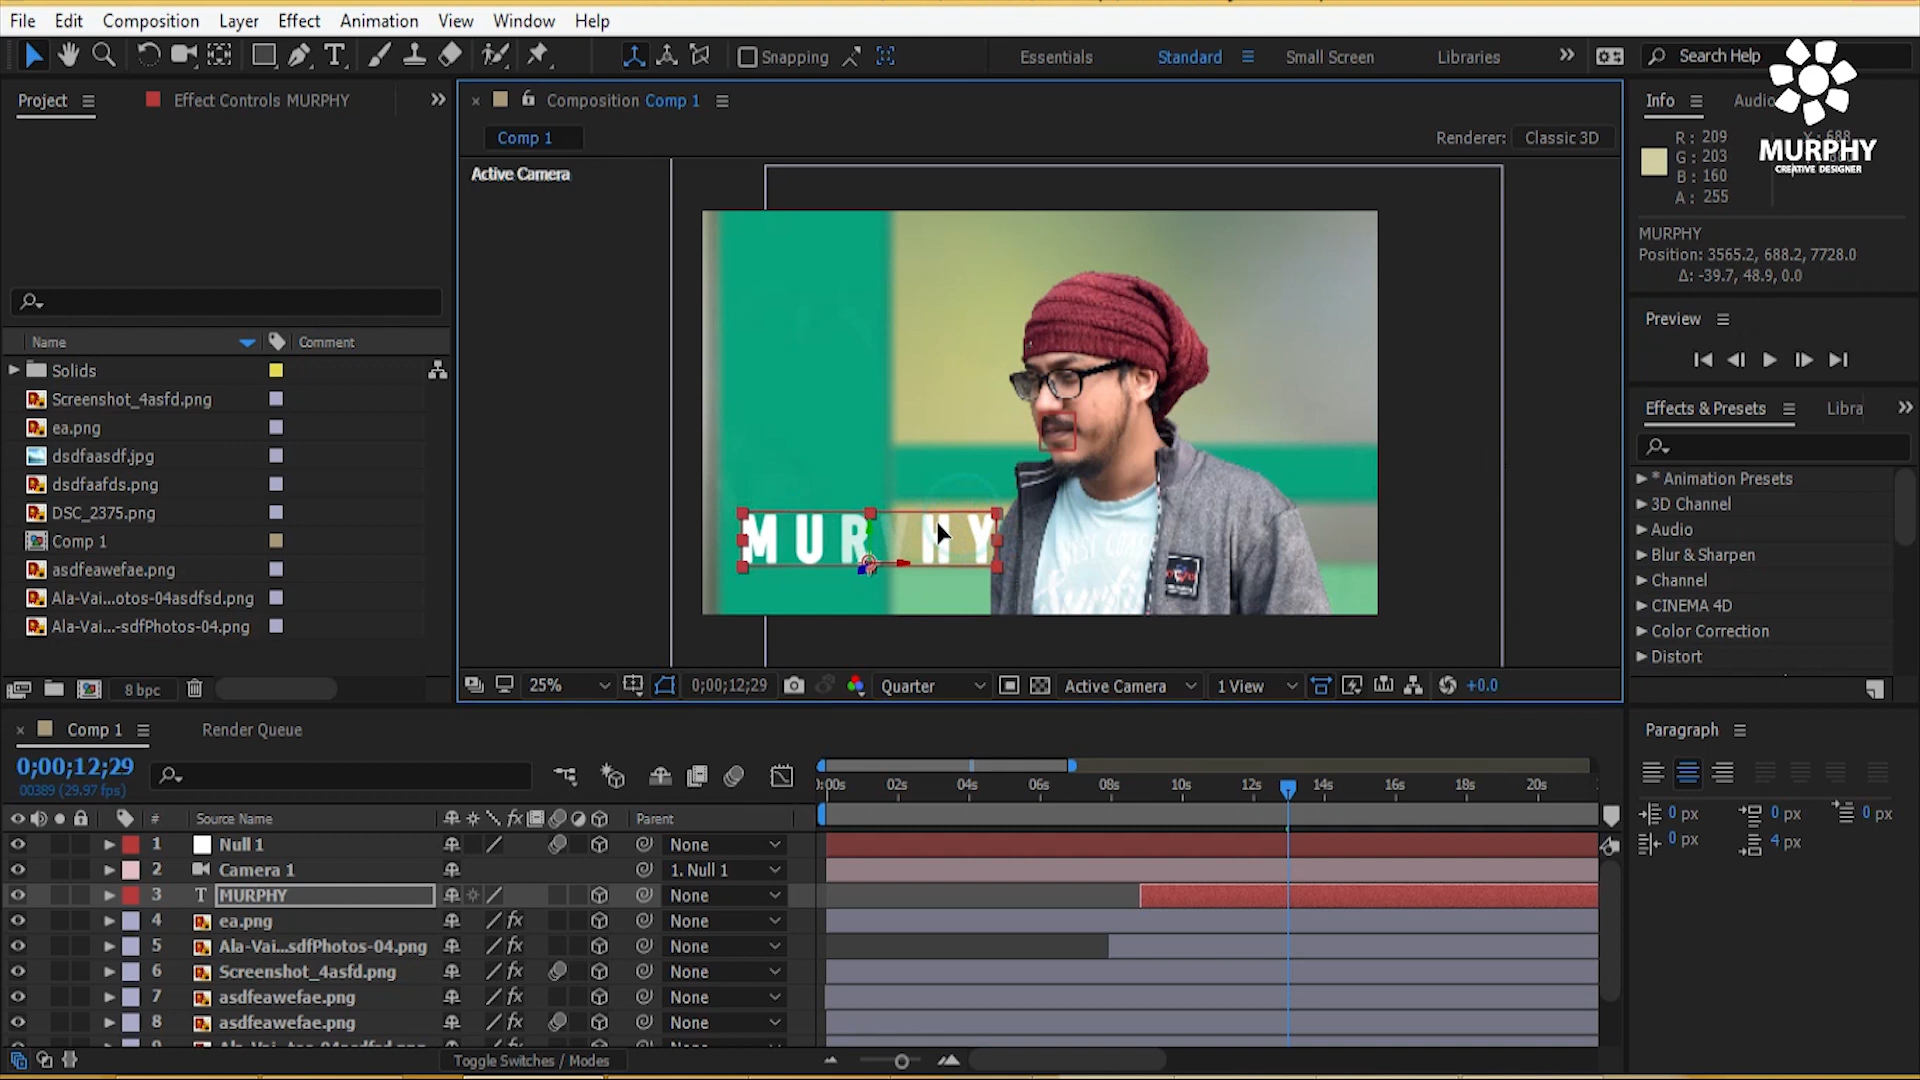 File Edit Composition Layer Effect Animation View Window Help
Snapping Essentials Standard Small Screen Libraries Search Help
Project Effect Controls MURPHY
Composition Comp 1
Info Audio
Comp 1
Renderer: Classic 3D
R: 209
G: 203
B: 160
A: 255
X: 688
MURPHY
CREATIVE DESIGNER
Active Camera
MURPHY
Position: 3565.2, 688.2, 7728.0
Δ: -39.7, 48.9, 0.0
Preview
Name Comment
Solids
Screenshot_4asfd.png
ea.png
dsdfaasdf.jpg
dsdfaafds.png
DSC_2375.png
Comp 1
asdfeawefae.png
Ala-Vai...otos-04asdfsd.png
Ala-Vai...-sdfPhotos-04.png
8 bpc
MUR HY
Effects & Presets Libra
* Animation Presets
3D Channel
Audio
Blur & Sharpen
Channel
CINEMA 4D
Color Correction
Distort
25% 0;00;12;29 Quarter Active Camera 1 View +0.0
Comp 1 Render Queue
0;00;12;29
00389 (29.97 fps)
0:00s 02s 04s 06s 08s 10s 12s 14s 16s 18s 20s
# Source Name fx Parent
1 Null 1 None
2 Camera 1 1. Null 1
3 T MURPHY None
4 ea.png fx None
5 Ala-Vai...sdfPhotos-04.png fx None
6 Screenshot_4asfd.png fx None
7 asdfeawefae.png fx None
8 asdfeawefae.png fx None
Toggle Switches / Modes
Paragraph
0 px 0 px 0 px
0 px 4 px